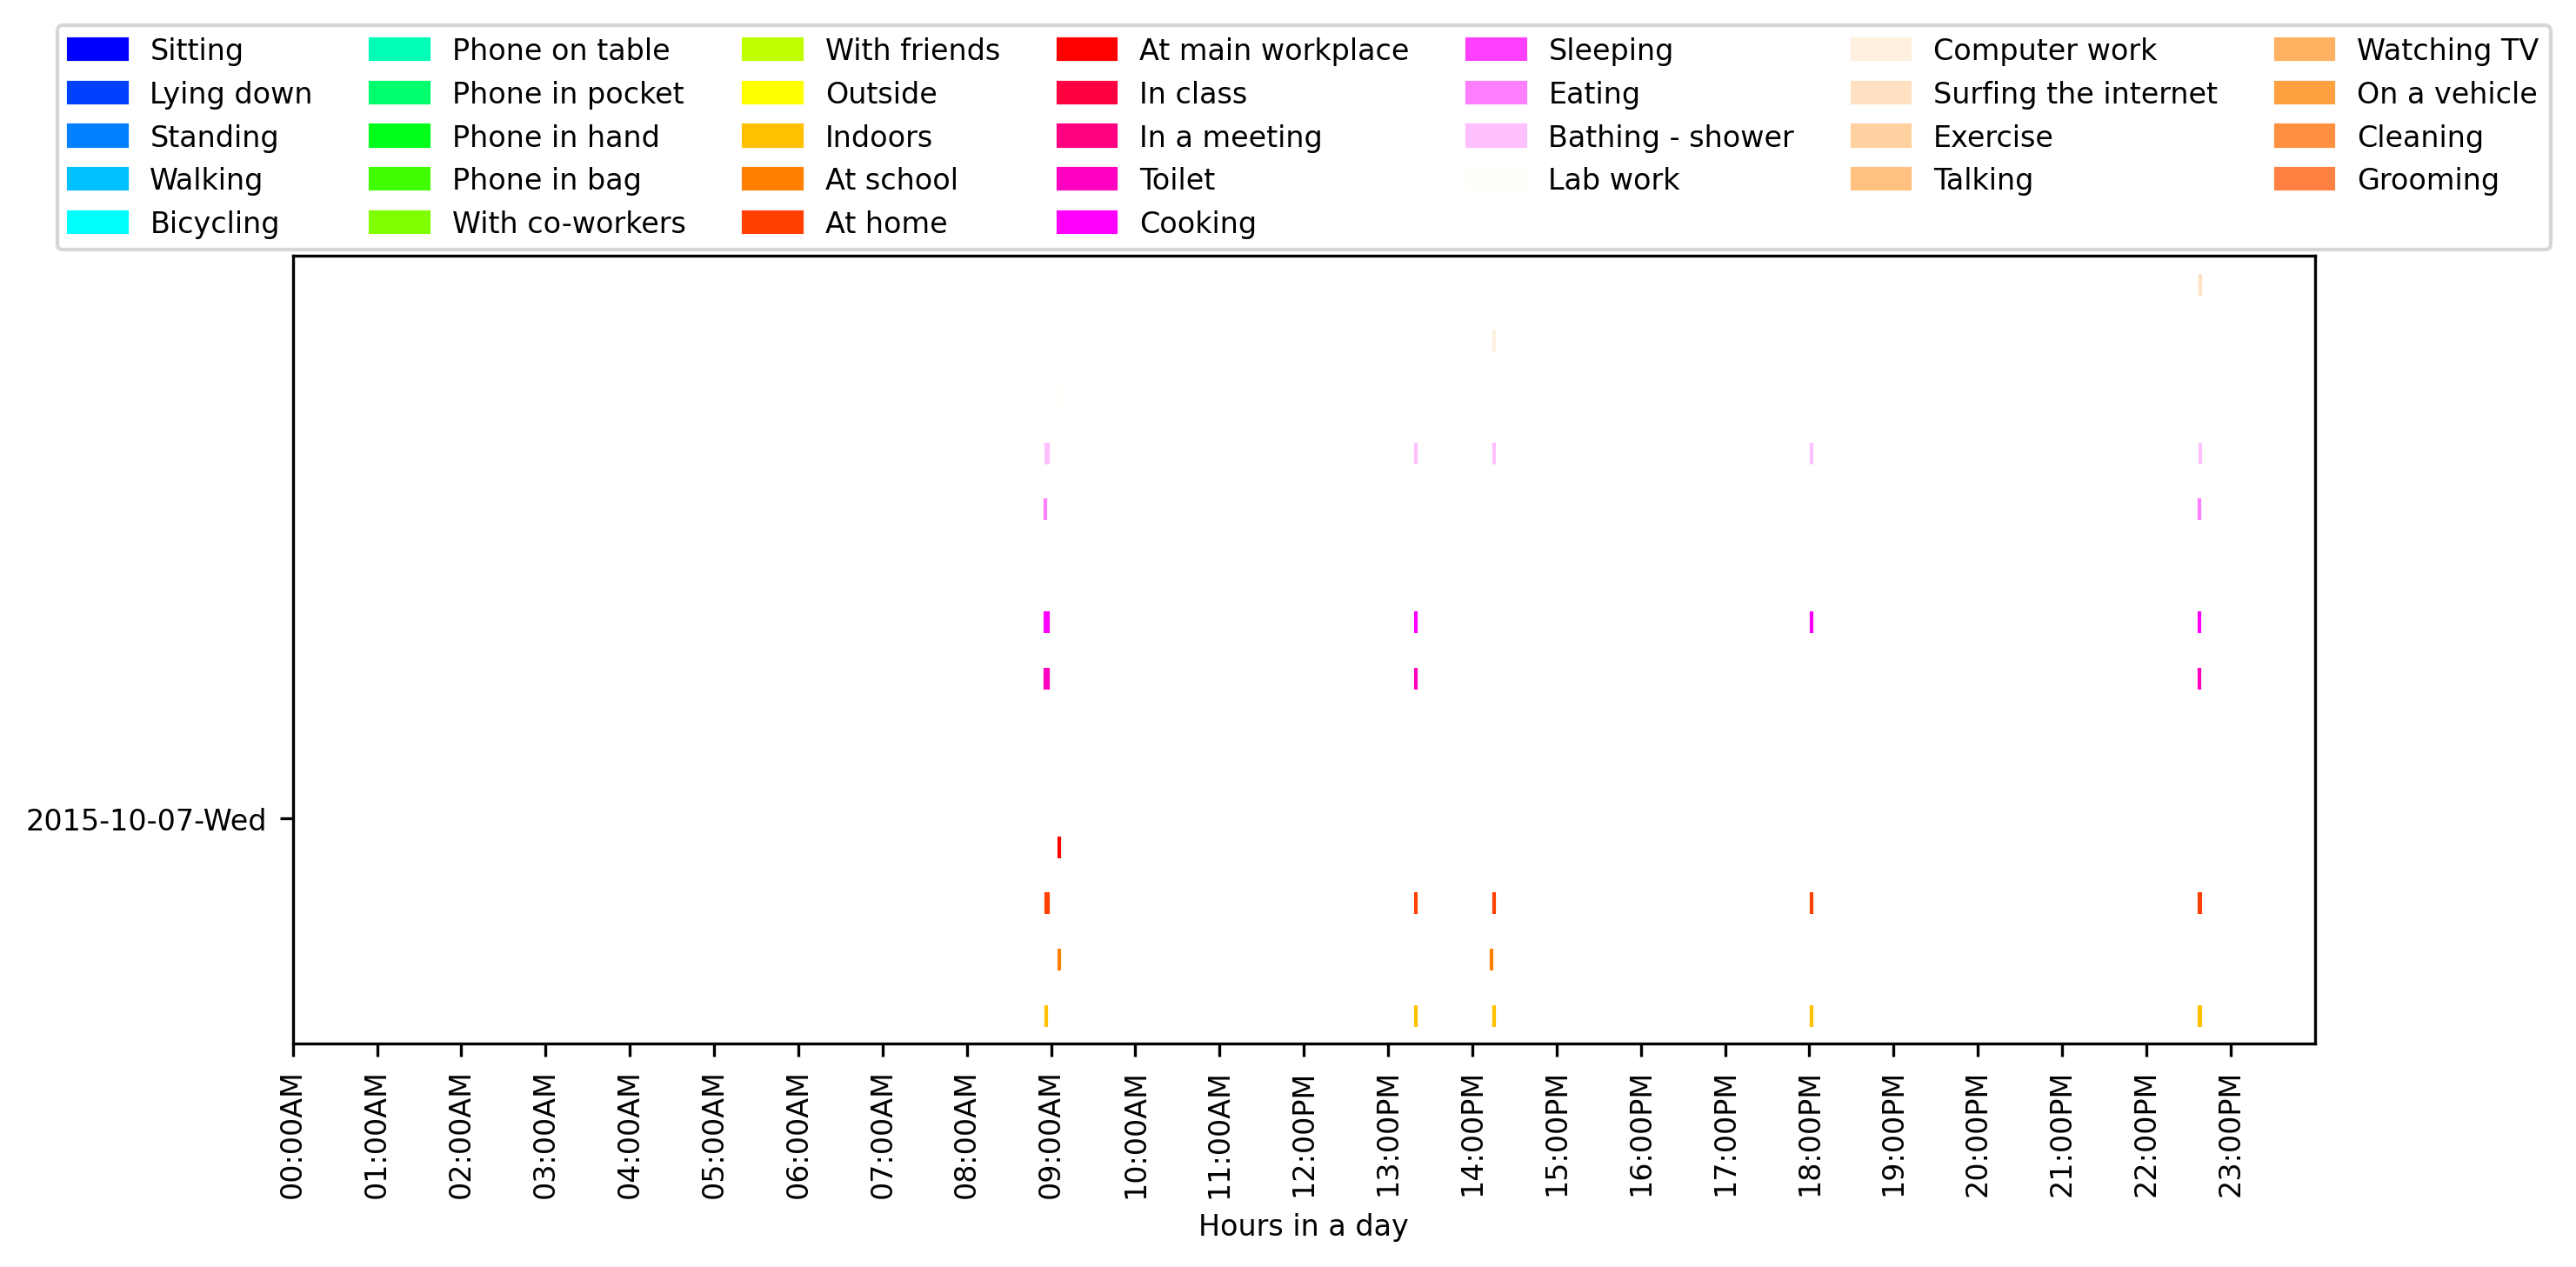 Sitting Phone on table With friends At main workplace Sleeping Computer work Watching TV
Lying down Phone in pocket Outside In class Eating Surfing the internet On a vehicle
Standing Phone in hand Indoors In a meeting Bathing - shower Exercise Cleaning
Walking Phone in bag At school Toilet Lab work Talking Grooming
Bicycling With co-workers At home Cooking
2015-10-07-Wed
00:00AM
01:00AM
02:00AM
03:00AM
04:00AM
05:00AM
06:00AM
07:00AM
08:00AM
09:00AM
10:00AM
11:00AM
12:00PM
13:00PM
14:00PM
15:00PM
16:00PM
17:00PM
18:00PM
19:00PM
20:00PM
21:00PM
22:00PM
23:00PM
Hours in a day